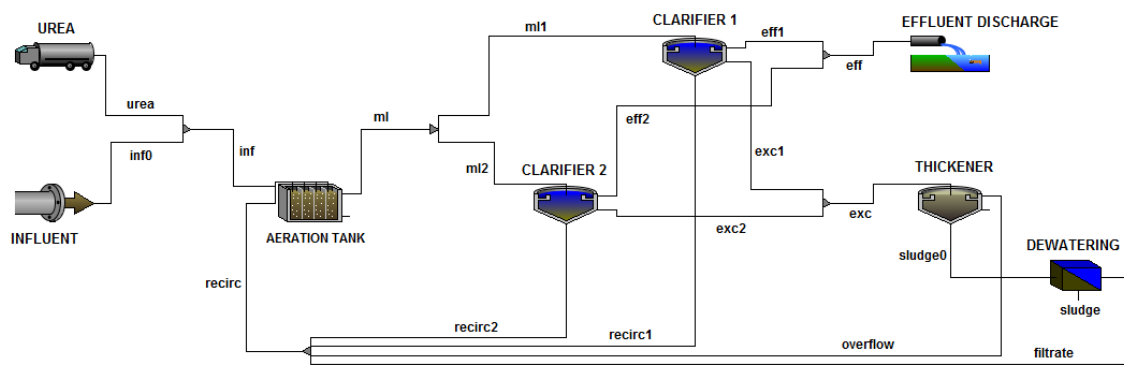 UREA
CLARIFIER 1
EFFLUENT DISCHARGE
ml1
eff1
eff
urea
ml
eff2
inf0
inf
exc1
ml2
CLARIFIER 2
THICKENER
INFLUENT
AERATION TANK
exc2
exc
DEWATERING
sludge0
recirc
sludge
recirc2
recirc1
overflow
filtrate